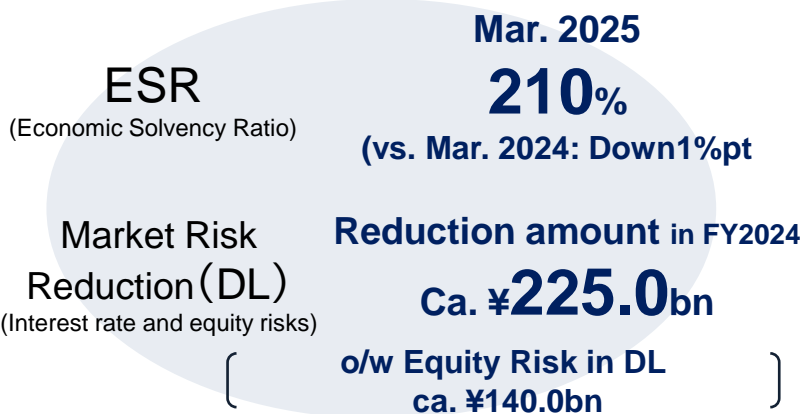 Mar. 2025
ESR
210%
(Economic Solvency Ratio)
(vs. Mar. 2024: Down1%pt
Market Risk
Reduction amount in FY2024
Reduction(DL)
Ca. ¥225.0bn
(Interest rate and equity risks)
o/w Equity Risk in DL
ca. ¥140.0bn